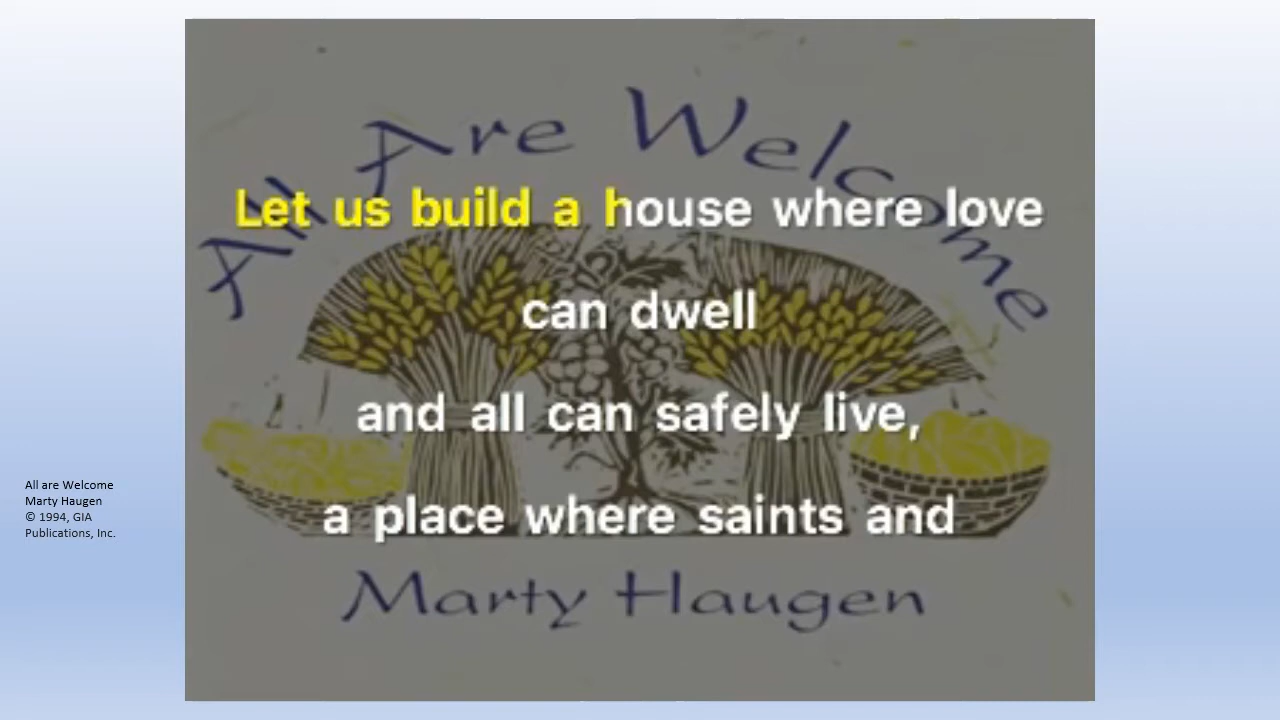 All Are Welcome
Let us build a house where love
can dwell
and all can safely live,
a place where saints and
Marty Haugen
All are Welcome
Marty Haugen
© 1994, GIA
Publications, Inc.